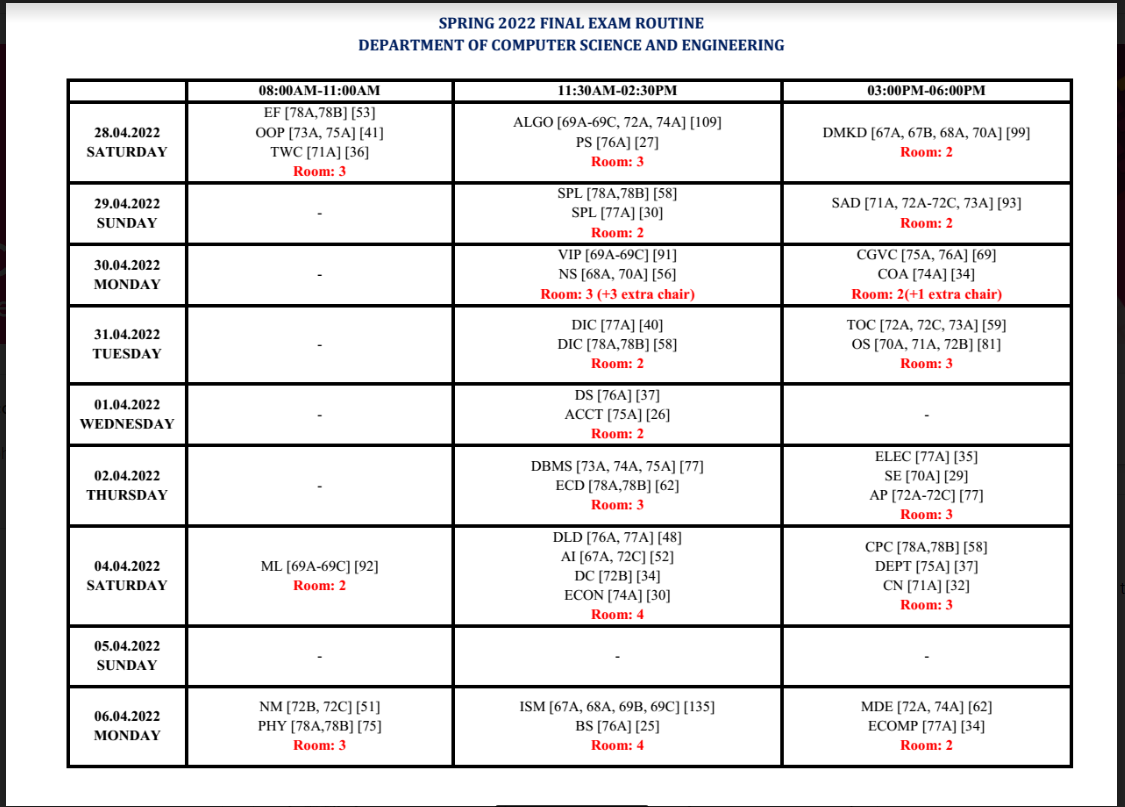 SPRING 2022 FINAL EXAM ROUTINE
DEPARTMENT OF COMPUTER SCIENCE AND ENGINEERING
08:00AM-11:00AM 11:30AM-02:30PM 03:00PM-06:00PM
28.04.2022
SATURDAY
EF [78A,78B] [53]
OOP [73A, 75A] [41]
TWC [71A] [36]
Room: 3
ALGO [69A-69C, 72A, 74A] [109]
PS [76A] [27]
Room: 3
DMKD [67A, 67B, 68A, 70A] [99]
Room: 2
29.04.2022
SUNDAY
-
SPL [78A,78B] [58]
SPL [77A] [30]
Room: 2
SAD [71A, 72A-72C, 73A] [93]
Room: 2
30.04.2022
MONDAY
-
VIP [69A-69C] [91]
NS [68A, 70A] [56]
Room: 3 (+3 extra chair)
CGVC [75A, 76A] [69]
COA [74A] [34]
Room: 2(+1 extra chair)
31.04.2022
TUESDAY
-
DIC [77A] [40]
DIC [78A,78B] [58]
Room: 2
TOC [72A, 72C, 73A] [59]
OS [70A, 71A, 72B] [81]
Room: 3
01.04.2022
WEDNESDAY
-
DS [76A] [37]
ACCT [75A] [26]
Room: 2
-
02.04.2022
THURSDAY
-
DBMS [73A, 74A, 75A] [77]
ECD [78A,78B] [62]
Room: 3
ELEC [77A] [35]
SE [70A] [29]
AP [72A-72C] [77]
Room: 3
04.04.2022
SATURDAY
ML [69A-69C] [92]
Room: 2
DLD [76A, 77A] [48]
AI [67A, 72C] [52]
DC [72B] [34]
ECON [74A] [30]
Room: 4
CPC [78A,78B] [58]
DEPT [75A] [37]
CN [71A] [32]
Room: 3
05.04.2022
SUNDAY
-
-
-
06.04.2022
MONDAY
NM [72B, 72C] [51]
PHY [78A,78B] [75]
Room: 3
ISM [67A, 68A, 69B, 69C] [135]
BS [76A] [25]
Room: 4
MDE [72A, 74A] [62]
ECOMP [77A] [34]
Room: 2